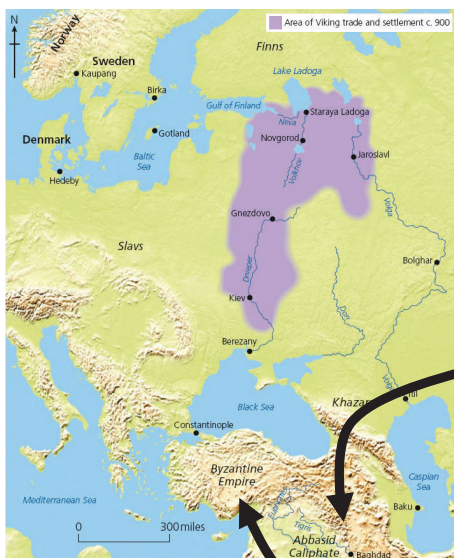 N
Area of Viking trade and settlement c. 900
Norway
Sweden
Finns
Kaupang
Lake Ladoga
Birka
Gulf of Finland
Neva
Staraya Ladoga
Denmark
Gotland
Novgorod
Baltic
Sea
Volkhov
Jaroslavl
Hedeby
Volga
Gnezdovo
Slavs
Bolghar
Dnieper
Kiev
Don
Berezany
Volga
Khazar
Black Sea
Constantinople
Caspian
Sea
Byzantine
Empire
Mediterranean Sea
Baku
Euphrates
Tigris
0
300 miles
Abbasid
Caliphate
Baghdad